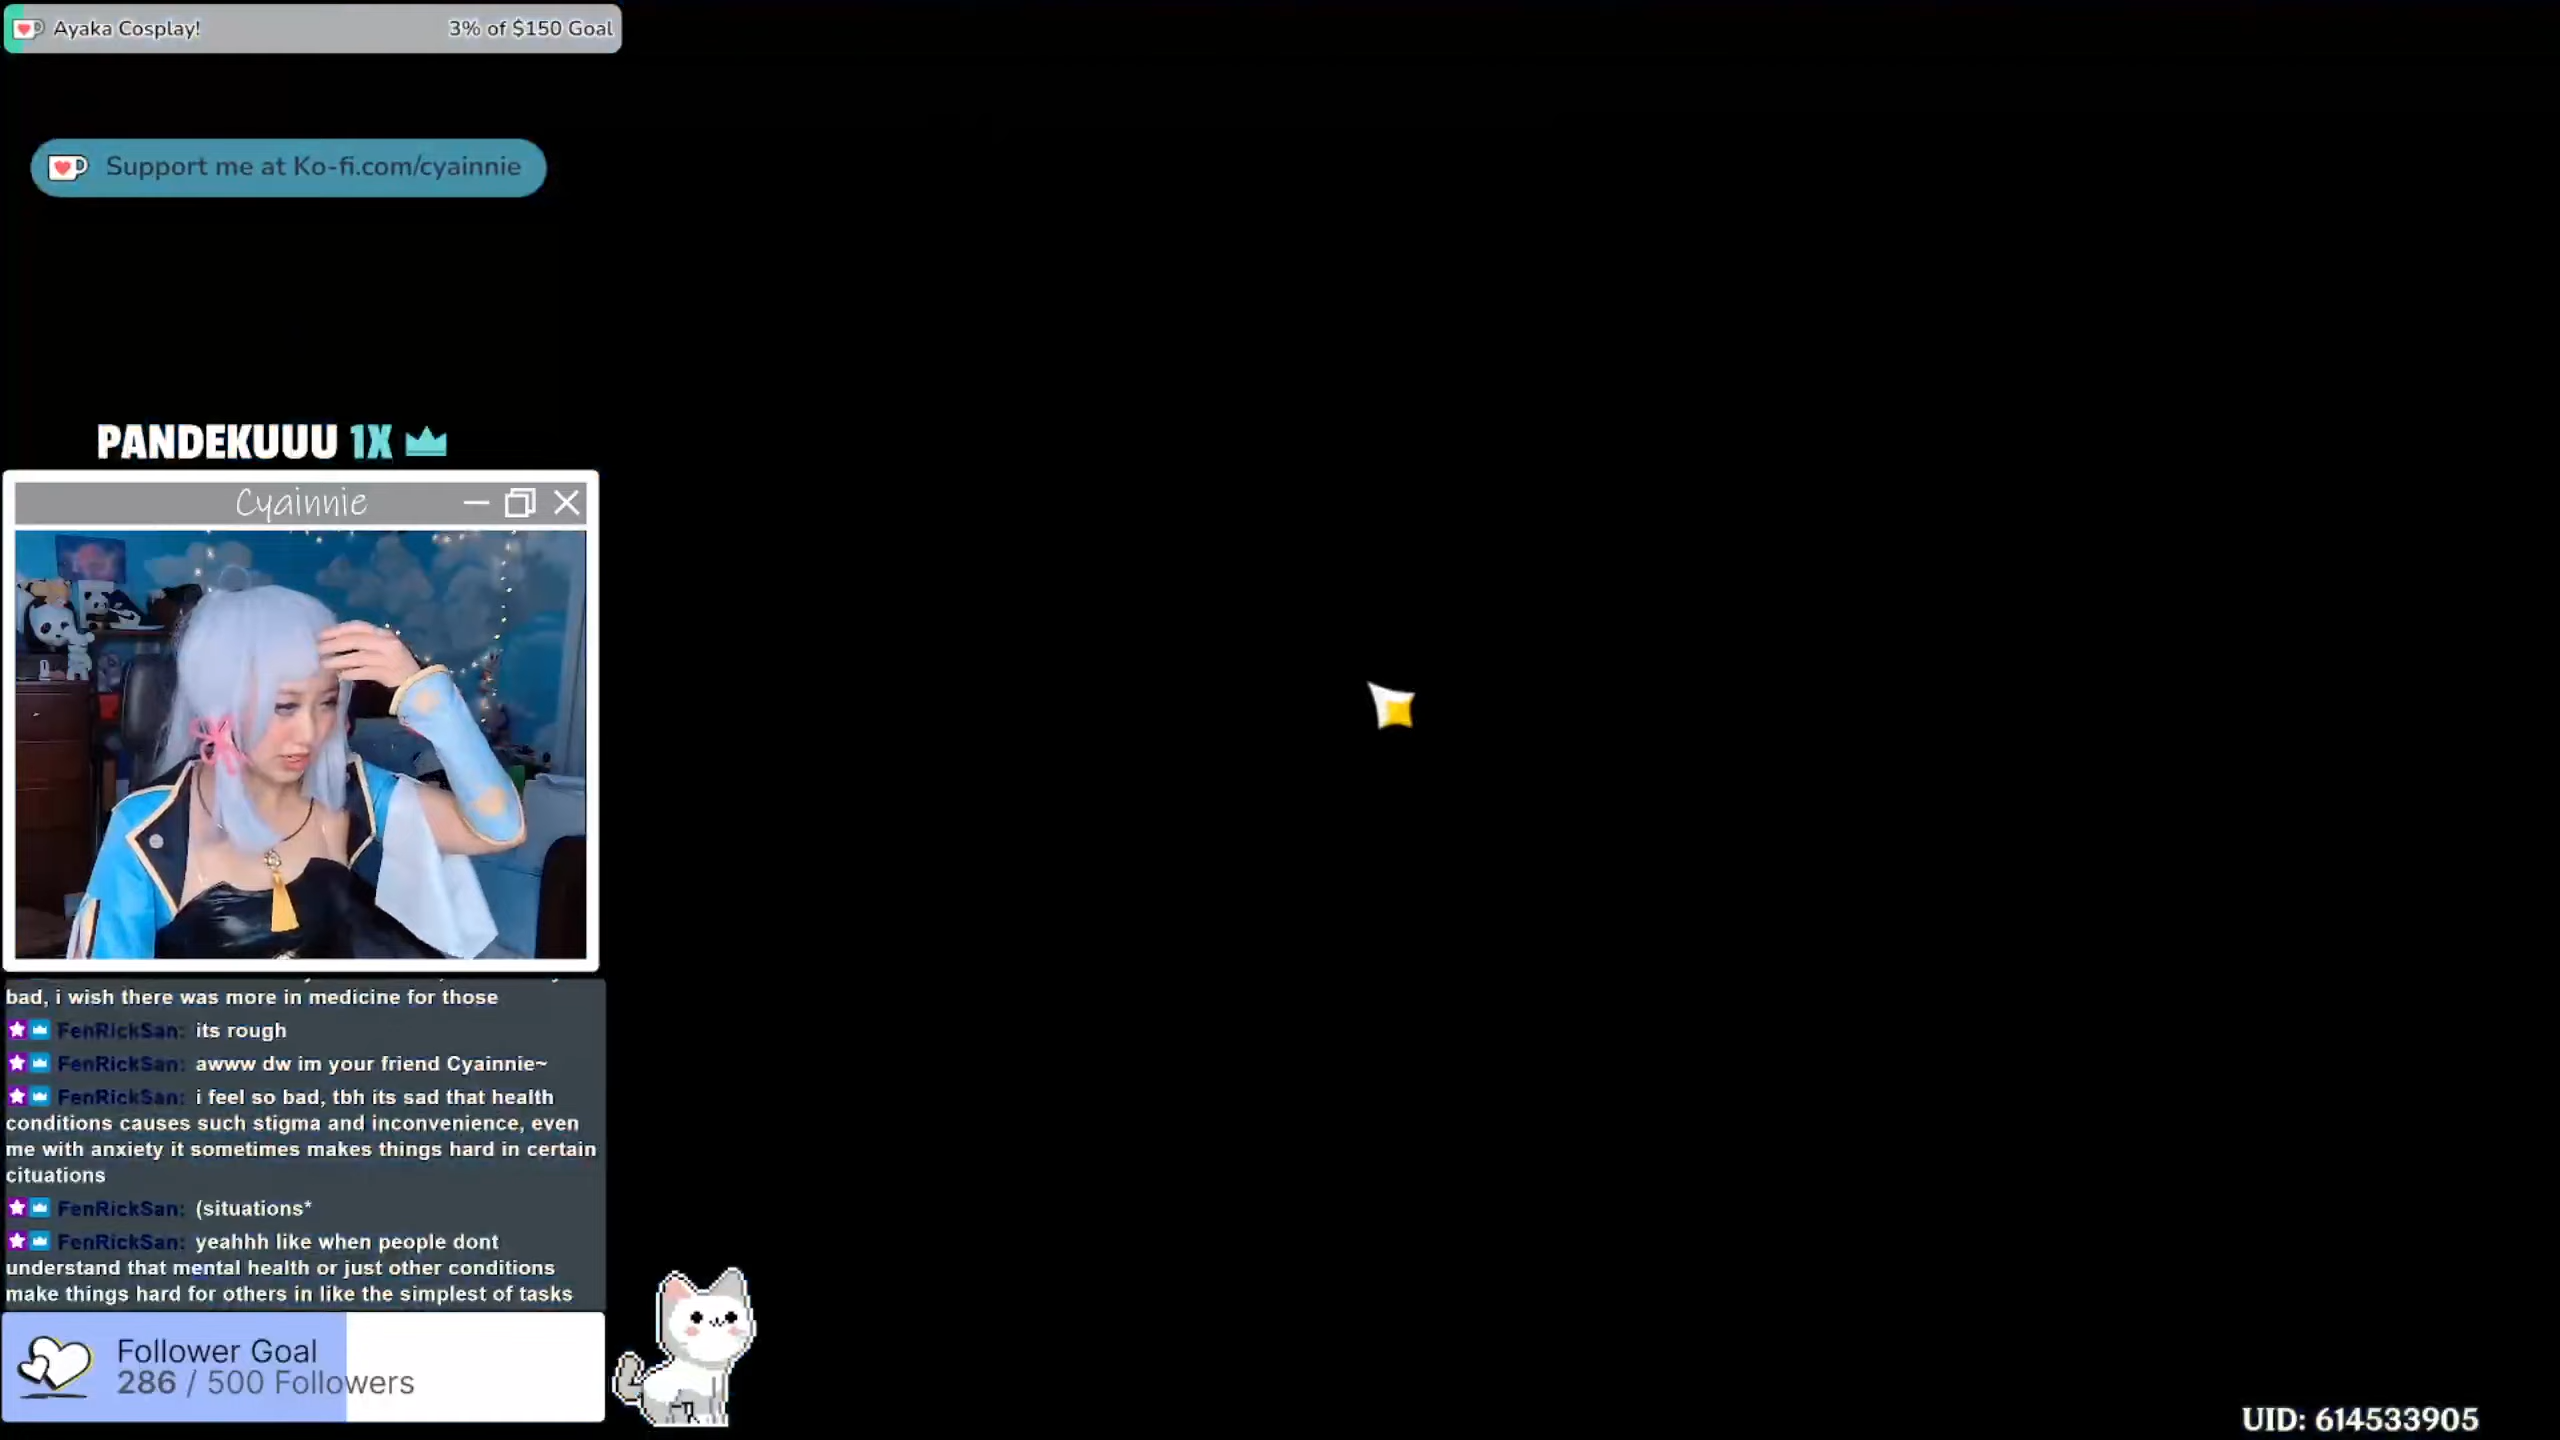 Ayaka Cosplay! 3% of $150 Goal
Support me at Ko-fi.com/cyainnie
PANDEKUUU 1X
Cyainnie
bad, i wish there was more in medicine for those
FenRickSan: its rough
FenRickSan: awww dw im your friend Cyainnie~
FenRickSan: i feel so bad, tbh its sad that health
conditions causes such stigma and inconvenience, even
me with anxiety it sometimes makes things hard in certain
cituations
FenRickSan: (situations*
FenRickSan: yeahhh like when people dont
understand that mental health or just other conditions
make things hard for others in like the simplest of tasks
Follower Goal
286 / 500 Followers
UID: 614533905